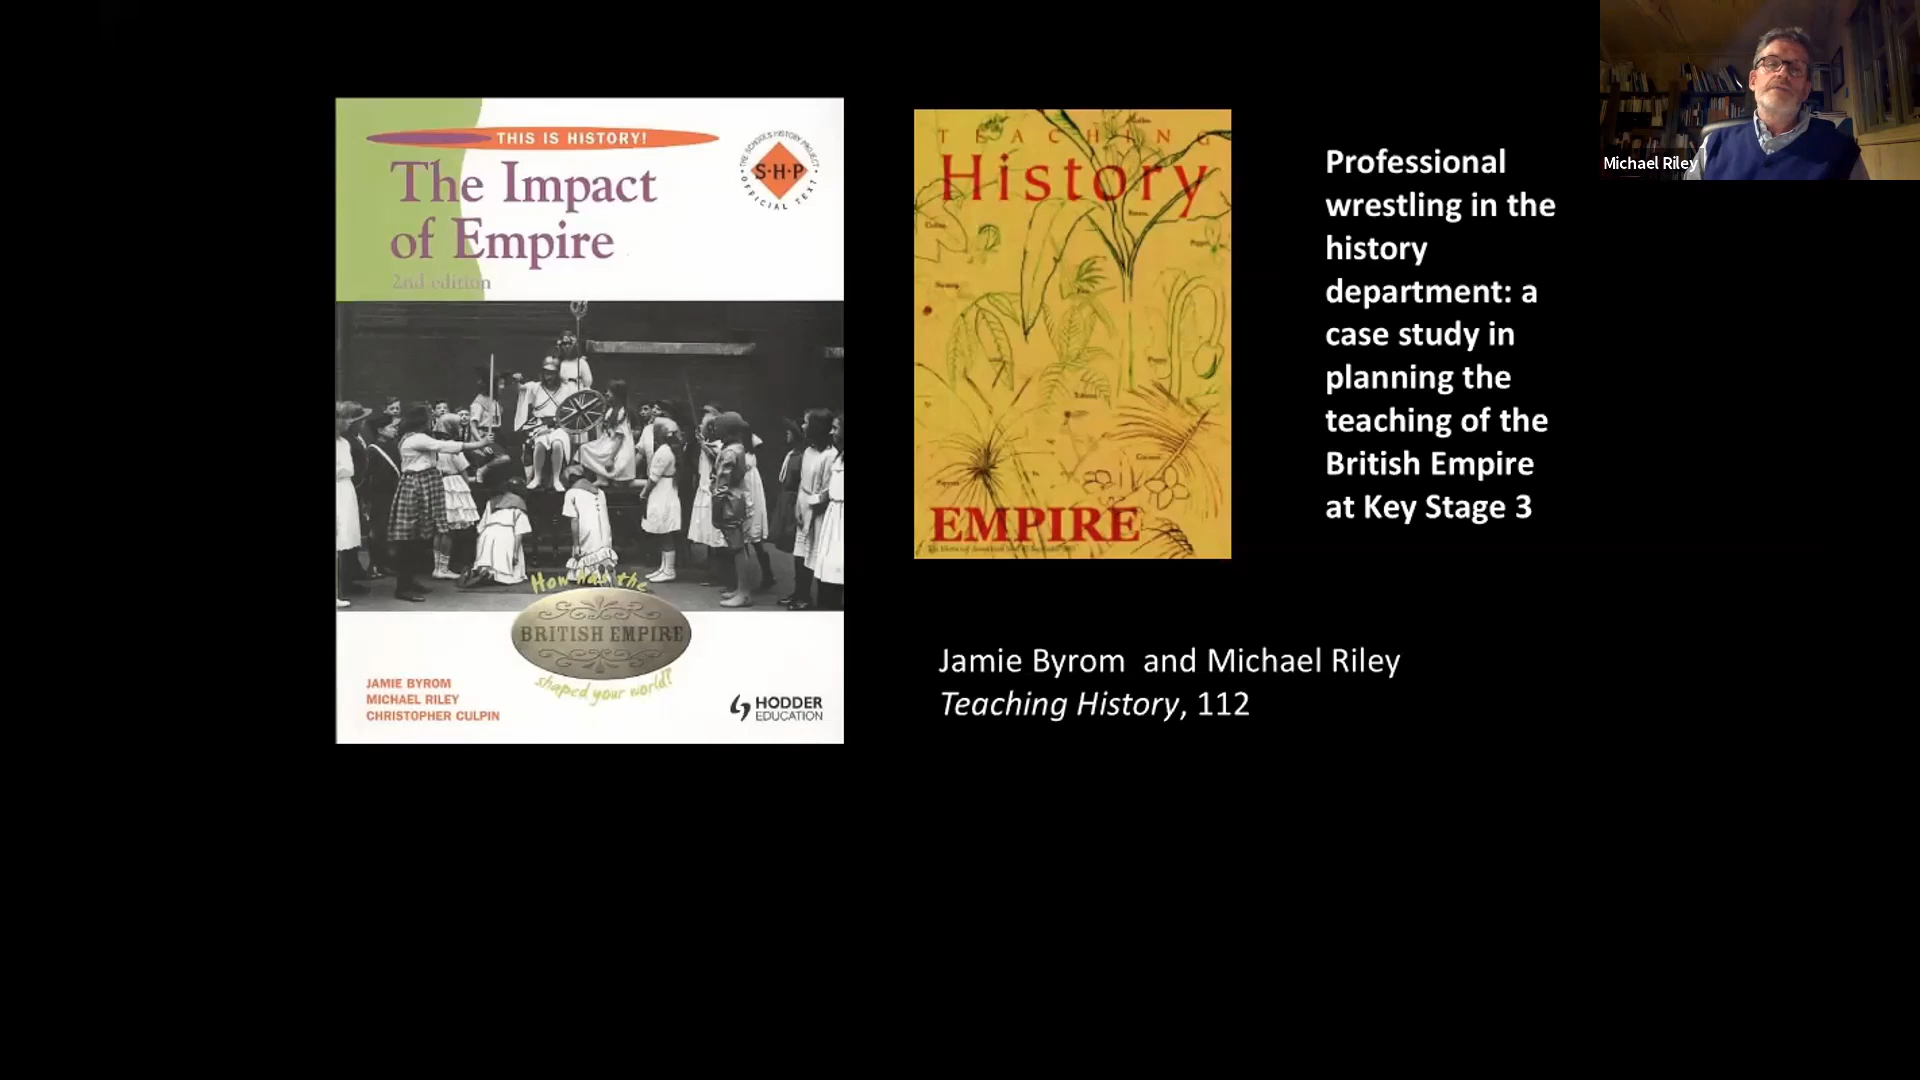 THIS IS HISTORY!
The Impact
of Empire
2nd edition
THE SCHOOLS HISTORY PROJECT
S·H·P
OFFICIAL TEXT
How has the
BRITISH EMPIRE
shaped your world?
JAMIE BYROM
MICHAEL RILEY
CHRISTOPHER CULPIN
HODDER
EDUCATION
TEACHING
History
EMPIRE
Professional
wrestling in the
history
department: a
case study in
planning the
teaching of the
British Empire
at Key Stage 3
Jamie Byrom and Michael Riley
Teaching History, 112
Michael Riley